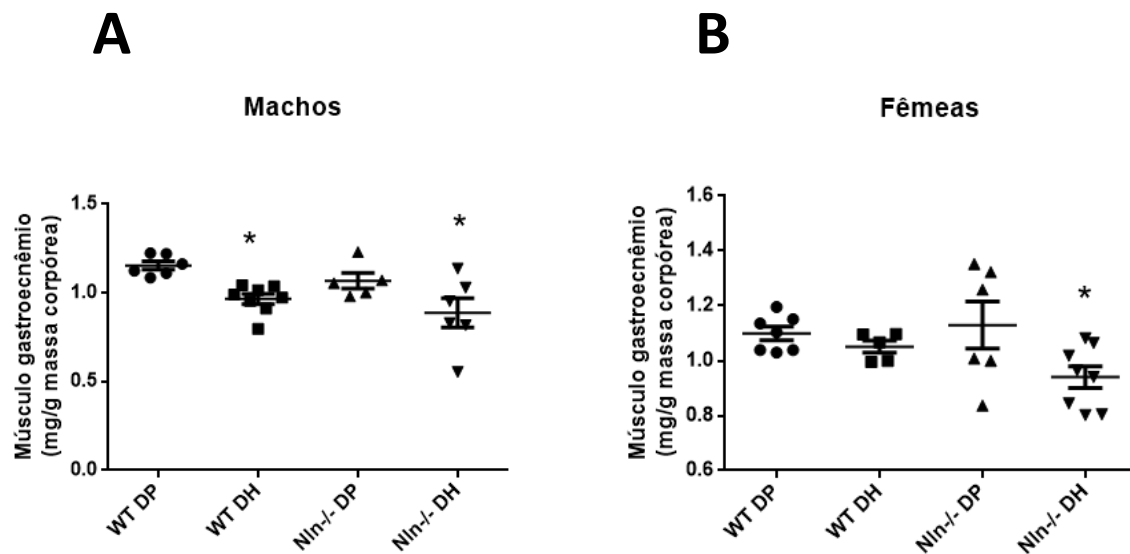 A
Machos
Músculo gastroecnêmio
(mg/g massa corpórea)
1.5
1.0
0.5
0.0
*
*
WT DP
WT DH
Nln-/- DP
Nln-/- DH
B
Fêmeas
Músculo gastroecnêmio
(mg/g massa corpórea)
1.6
1.4
1.2
1.0
0.8
0.6
*
WT DP
WT DH
Nln-/- DP
Nln-/- DH